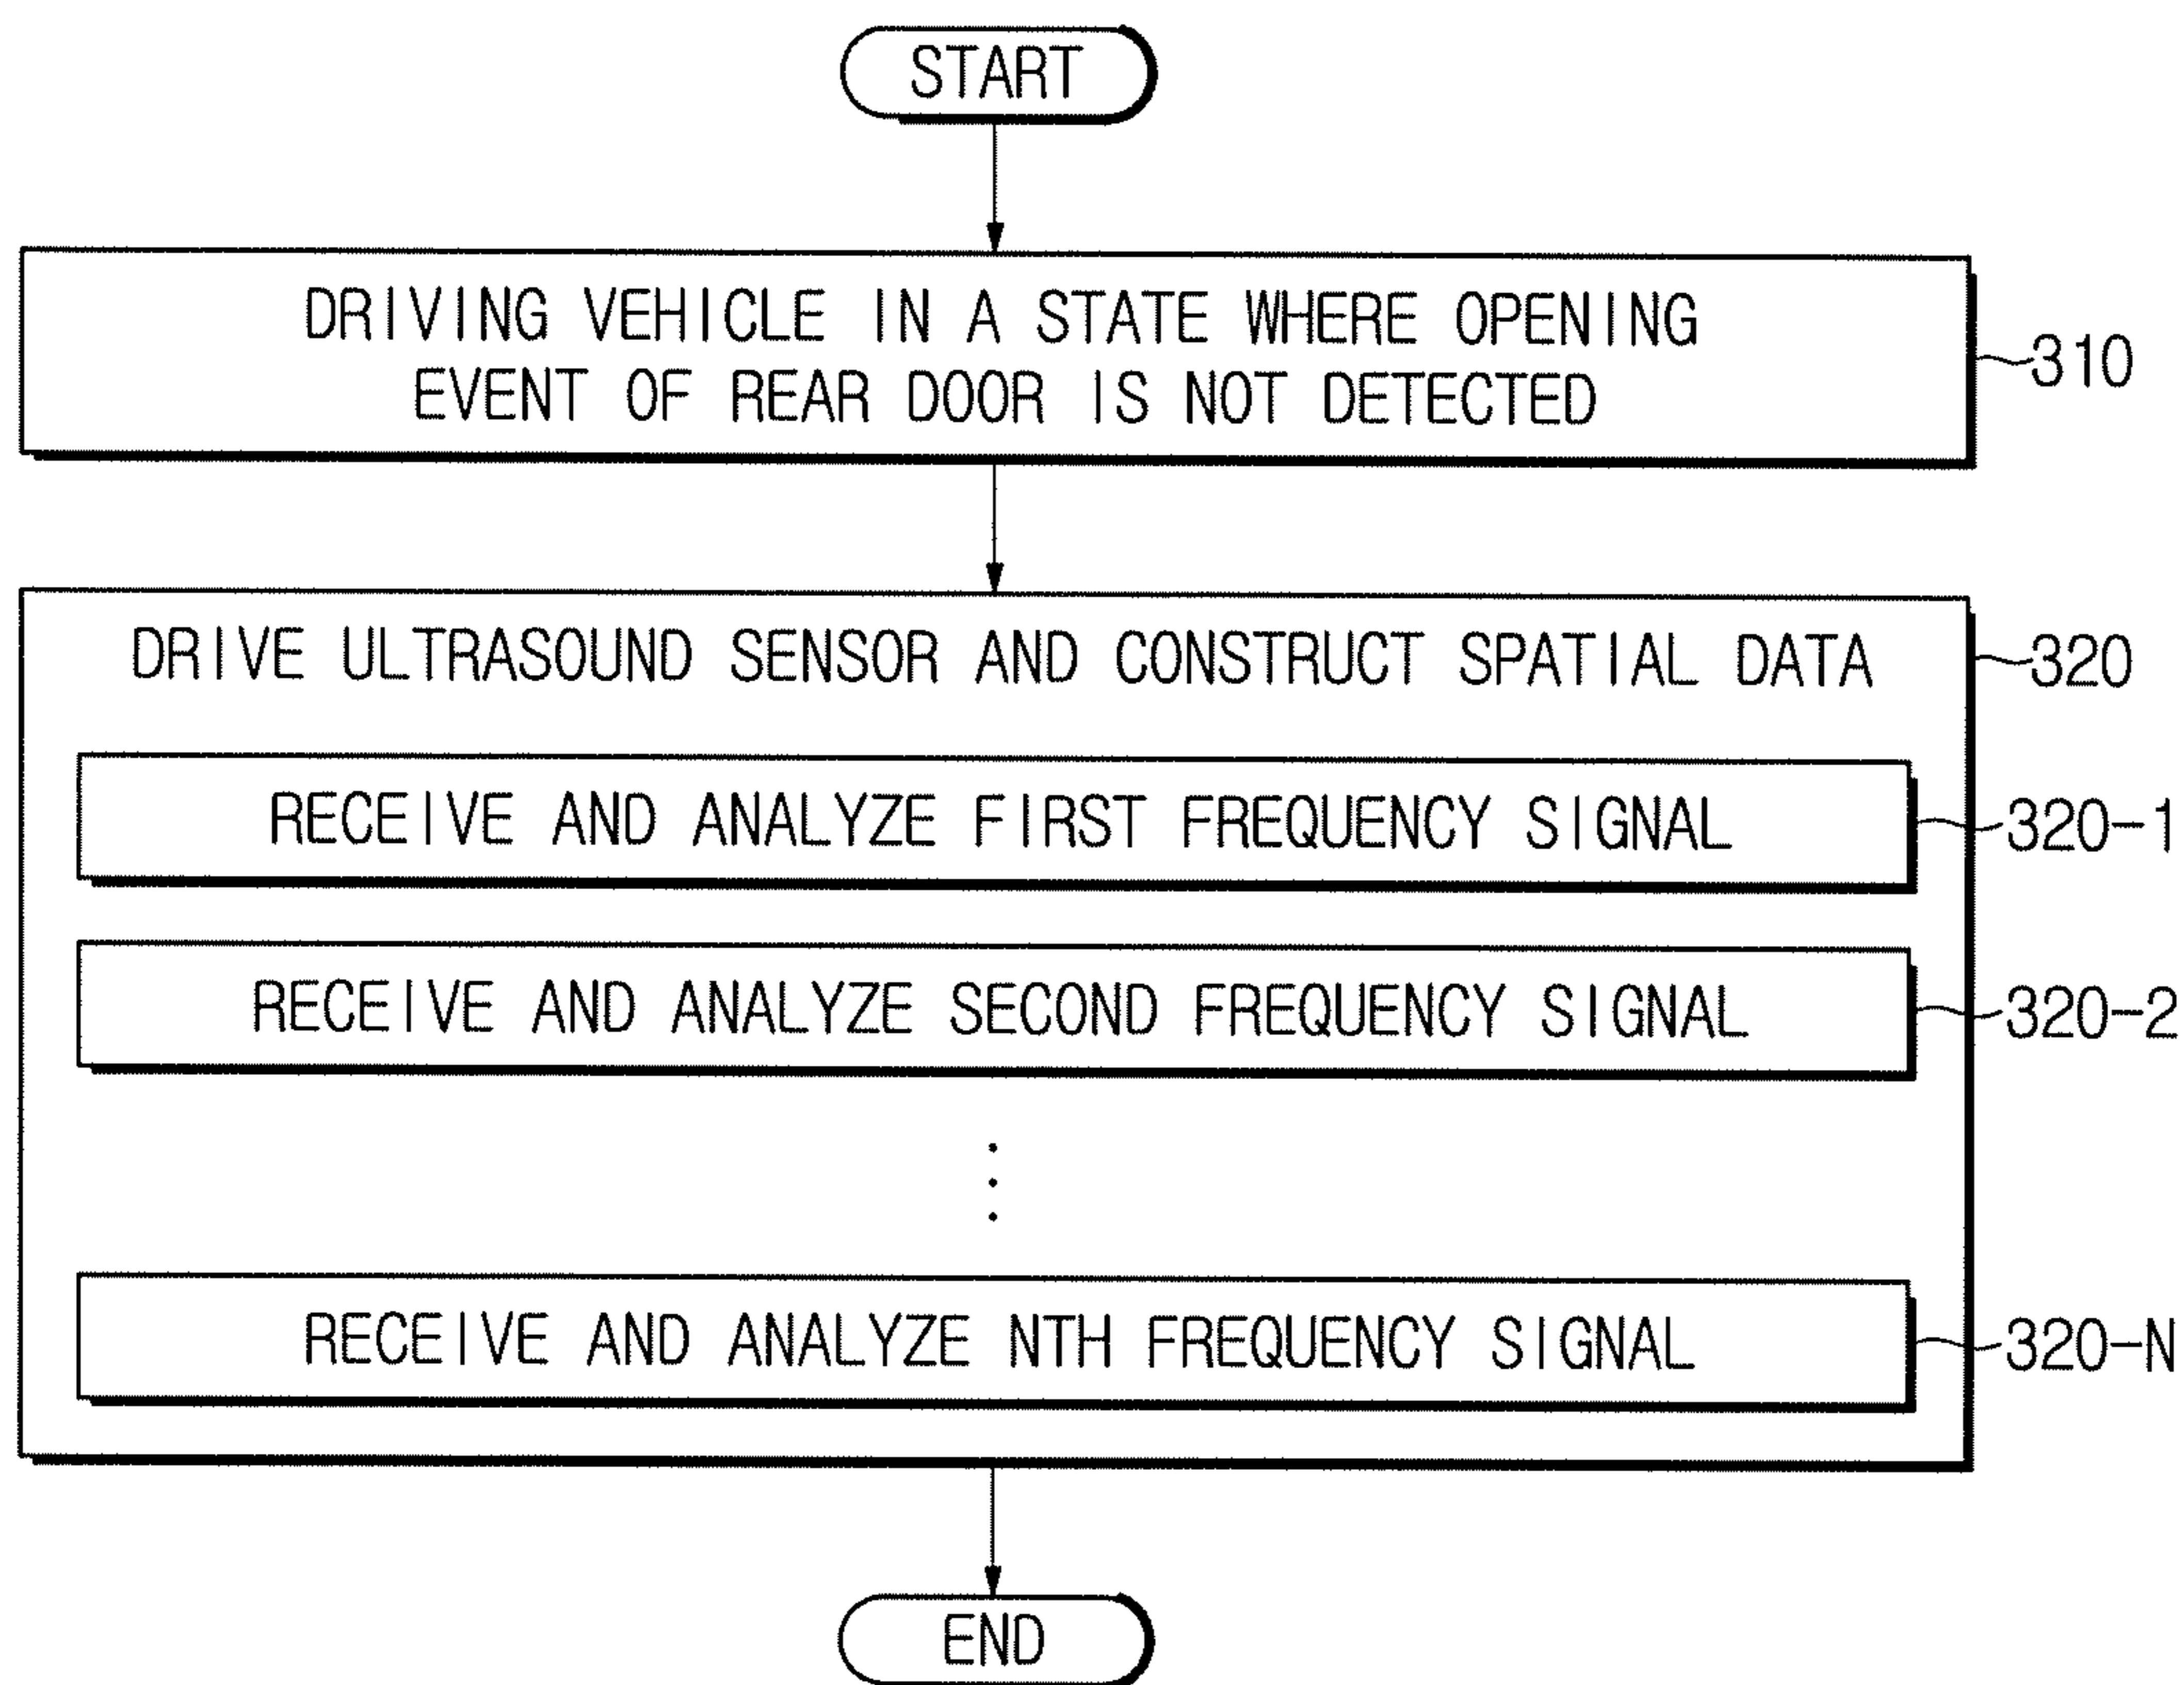 START
DRIVING VEHICLE IN A STATE WHERE OPENING
EVENT OF REAR DOOR IS NOT DETECTED
310
DRIVE ULTRASOUND SENSOR AND CONSTRUCT SPATIAL DATA
320
RECEIVE AND ANALYZE FIRST FREQUENCY SIGNAL
320-1
RECEIVE AND ANALYZE SECOND FREQUENCY SIGNAL
320-2
RECEIVE AND ANALYZE NTH FREQUENCY SIGNAL
320-N
END